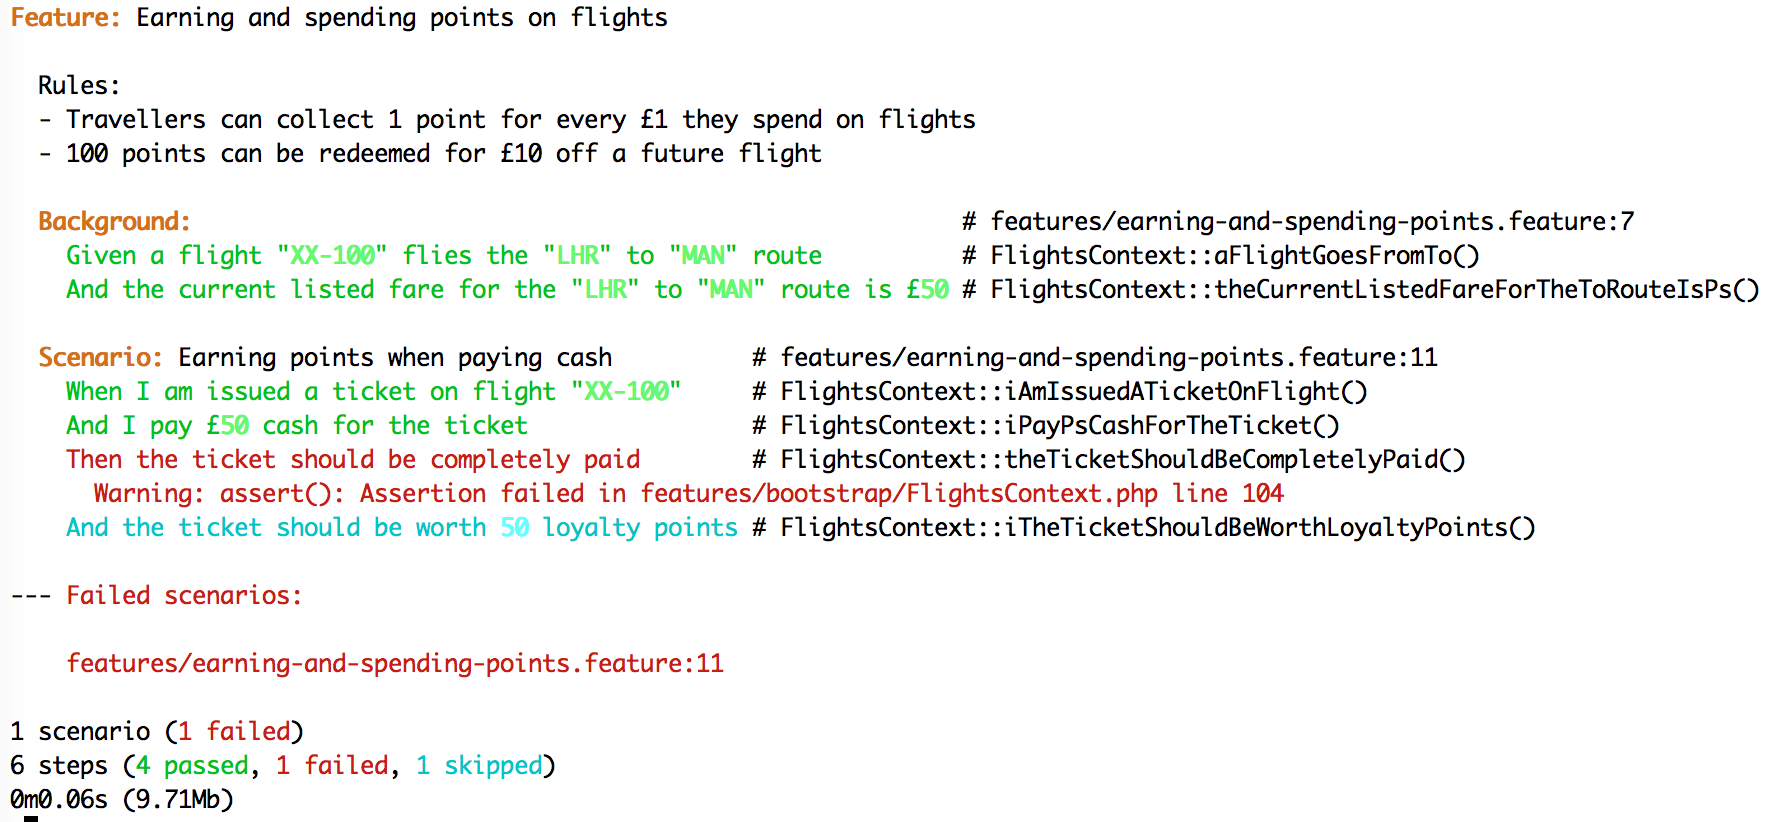 Feature: Earning and spending points on flights
Rules:
- Travellers can collect 1 point for every £1 they spend on flights
- 100 points can be redeemed for £10 off a future flight
Background: # features/earning-and-spending-points.feature:7
Given a flight "XX-100" flies the "LHR" to "MAN" route # FlightsContext::aFlightGoesFromTo()
And the current listed fare for the "LHR" to "MAN" route is £50 # FlightsContext::theCurrentListedFareForTheToRouteIsPs()
Scenario: Earning points when paying cash # features/earning-and-spending-points.feature:11
When I am issued a ticket on flight "XX-100" # FlightsContext::iAmIssuedATicketOnFlight()
And I pay £50 cash for the ticket # FlightsContext::iPayPsCashForTheTicket()
Then the ticket should be completely paid # FlightsContext::theTicketShouldBeCompletelyPaid()
Warning: assert(): Assertion failed in features/bootstrap/FlightsContext.php line 104
And the ticket should be worth 50 loyalty points # FlightsContext::iTheTicketShouldBeWorthLoyaltyPoints()
--- Failed scenarios:
features/earning-and-spending-points.feature:11
1 scenario (1 failed)
6 steps (4 passed, 1 failed, 1 skipped)
0m0.06s (9.71Mb)